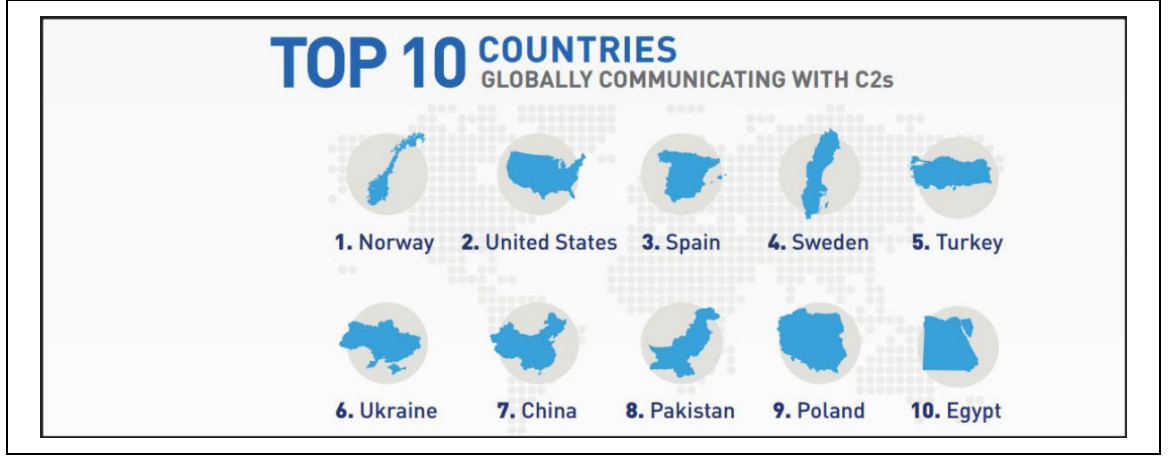 TOP 10 COUNTRIES
GLOBALLY COMMUNICATING WITH C2s
1. Norway
2. United States
3. Spain
4. Sweden
5. Turkey
6. Ukraine
7. China
8. Pakistan
9. Poland
10. Egypt